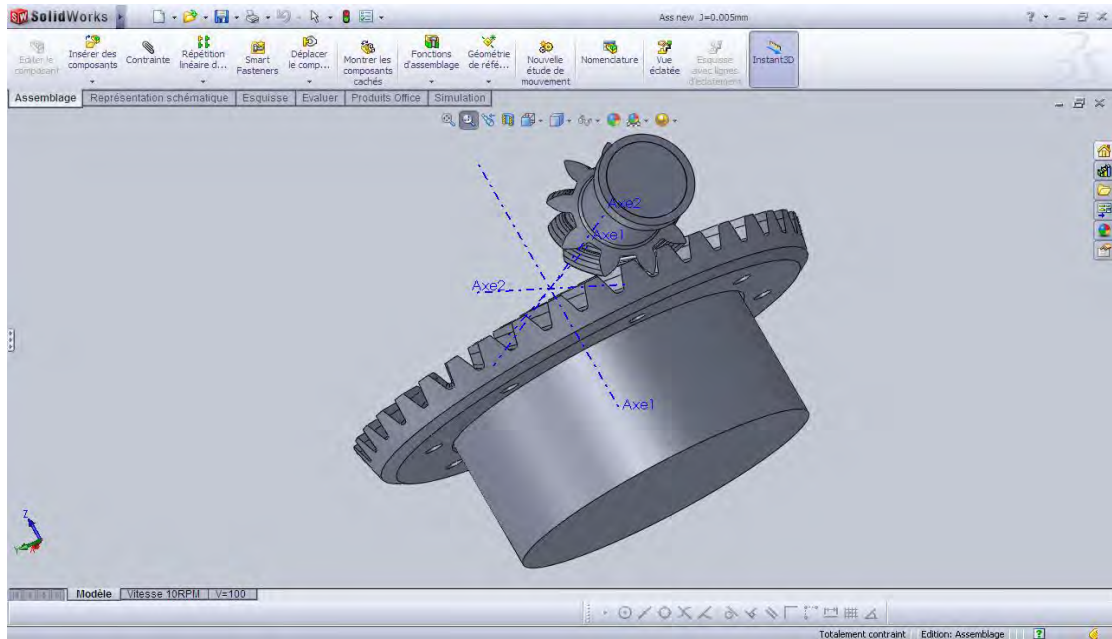 SolidWorks
Ass new J=0.005mm
Editer le composant
Insérer des composants
Contrainte
Répétition linéaire d...
Smart Fasteners
Déplacer le comp...
Montrer les composants cachés
Fonctions d'assemblage
Géométrie de réfé...
Nouvelle étude de mouvement
Nomenclature
Vue éclatée
Esquisse avec lignes d'éclatement
Instant3D
Assemblage Représentation schématique Esquisse Evaluer Produits Office Simulation
Axe2
Axe1
Axe2
Axe1
Z
Y
Modèle Vitesse 10RPM V=100
Totalement contraint Edition: Assemblage